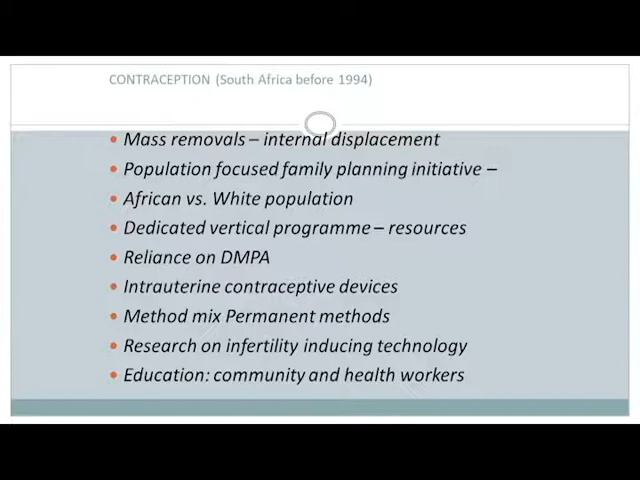 CONTRACEPTION (South Africa before 1994)
• Mass removals – internal displacement
• Population focused family planning initiative –
• African vs. White population
• Dedicated vertical programme – resources
• Reliance on DMPA
• Intrauterine contraceptive devices
• Method mix Permanent methods
• Research on infertility inducing technology
• Education: community and health workers